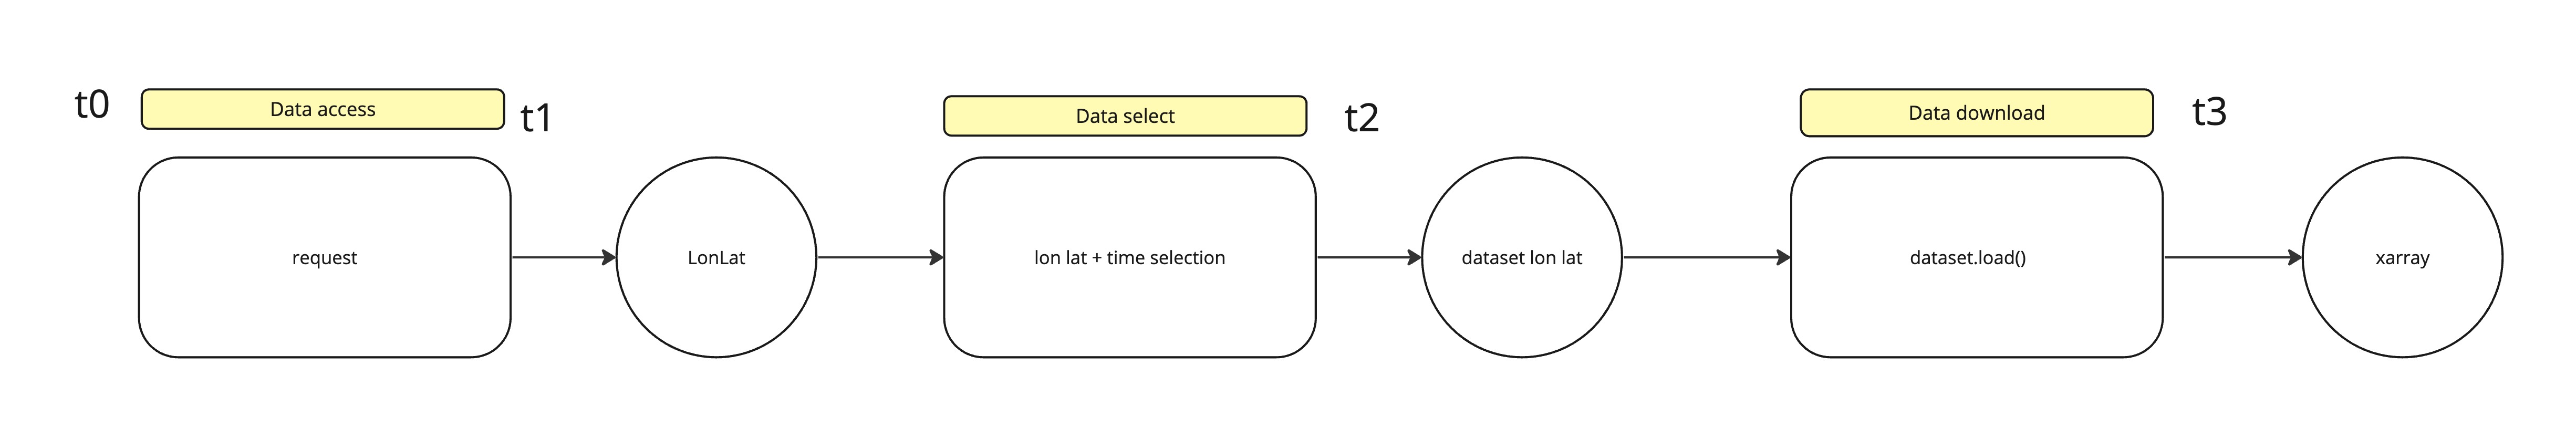 t0
Data access
t1
Data select
t2
Data download
t3
request
LonLat
lon lat + time selection
dataset lon lat
dataset.load()
xarray